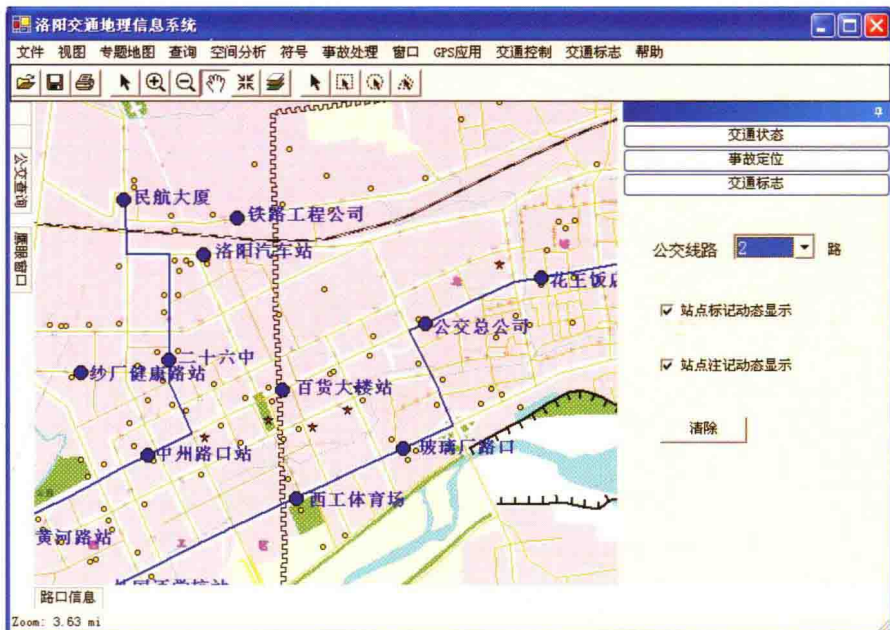 洛阳交通地理信息系统
文件 视图 专题地图 查询 空间分析 符号 事故处理 窗口 GPS应用 交通控制 交通标志 帮助
公交查询
鹰眼窗口
交通状态
事故定位
交通标志
公交线路 2 路
站点标记动态显示
站点注记动态显示
清除
民航大厦
铁路工程公司
洛阳汽车站
花王饭店
公交总公司
二十六中
纱厂健康路站
百货大楼站
中州路口站
玻璃厂路口
西工体育场
黄河路站
工
区
路口信息
Zoom: 3.63 mi